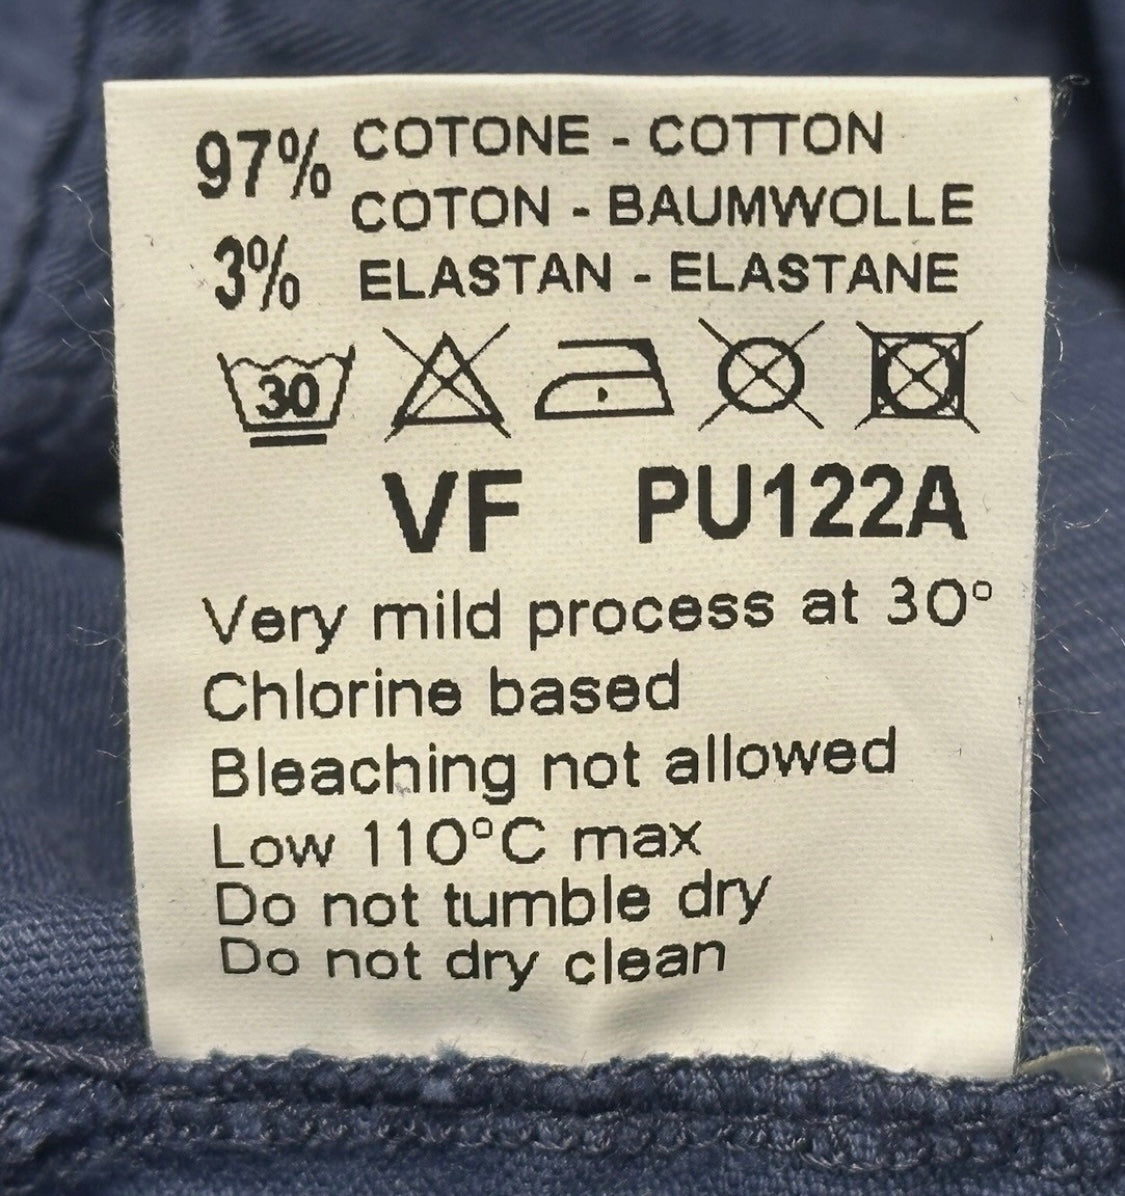 97% COTONE - COTTON
COTON - BAUMWOLLE
3% ELASTAN - ELASTANE
30
VF PU122A
Very mild process at 30°
Chlorine based
Bleaching not allowed
Low 110°C max
Do not tumble dry
Do not dry clean